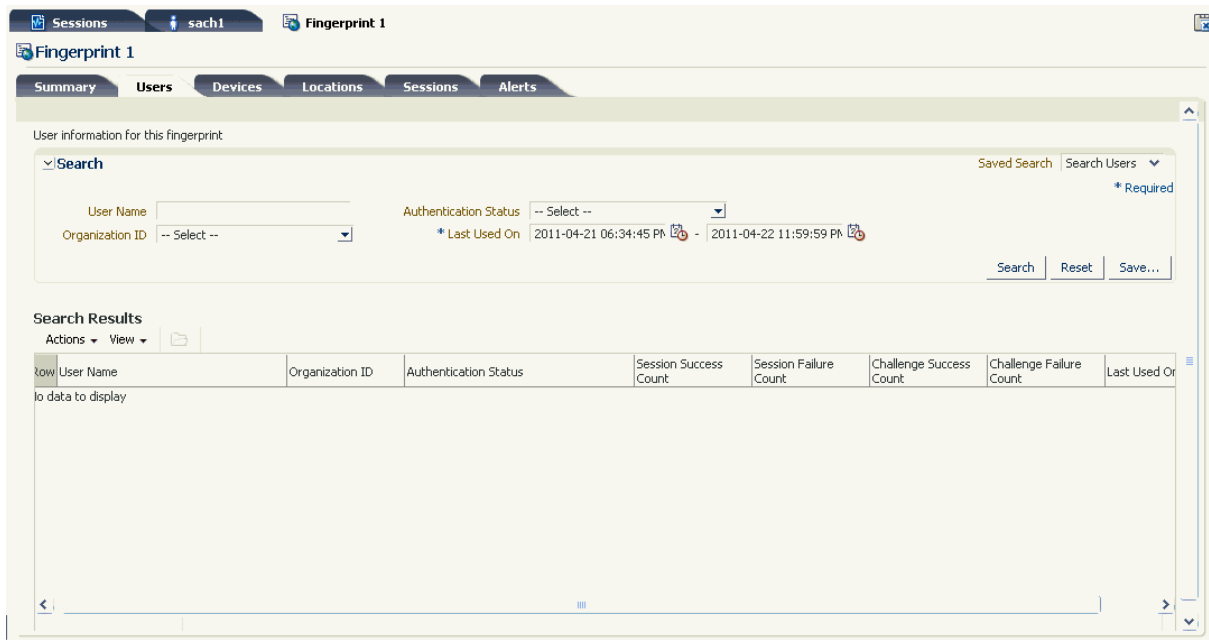 Sessions sach1 Fingerprint 1
Fingerprint 1
Summary Users Devices Locations Sessions Alerts
User information for this fingerprint
Search Saved Search Search Users
* Required
User Name Authentication Status -- Select --
Organization ID -- Select -- * Last Used On 2011-04-21 06:34:45 PM - 2011-04-22 11:59:59 PM
Search Reset Save...
Search Results
Actions View
Row User Name Organization ID Authentication Status Session Success Count Session Failure Count Challenge Success Count Challenge Failure Count Last Used On
No data to display